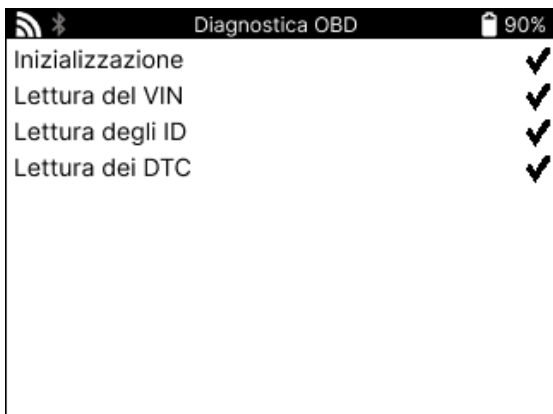 Diagnostica OBD 90%
Inizializzazione
Lettura del VIN
Lettura degli ID
Lettura dei DTC